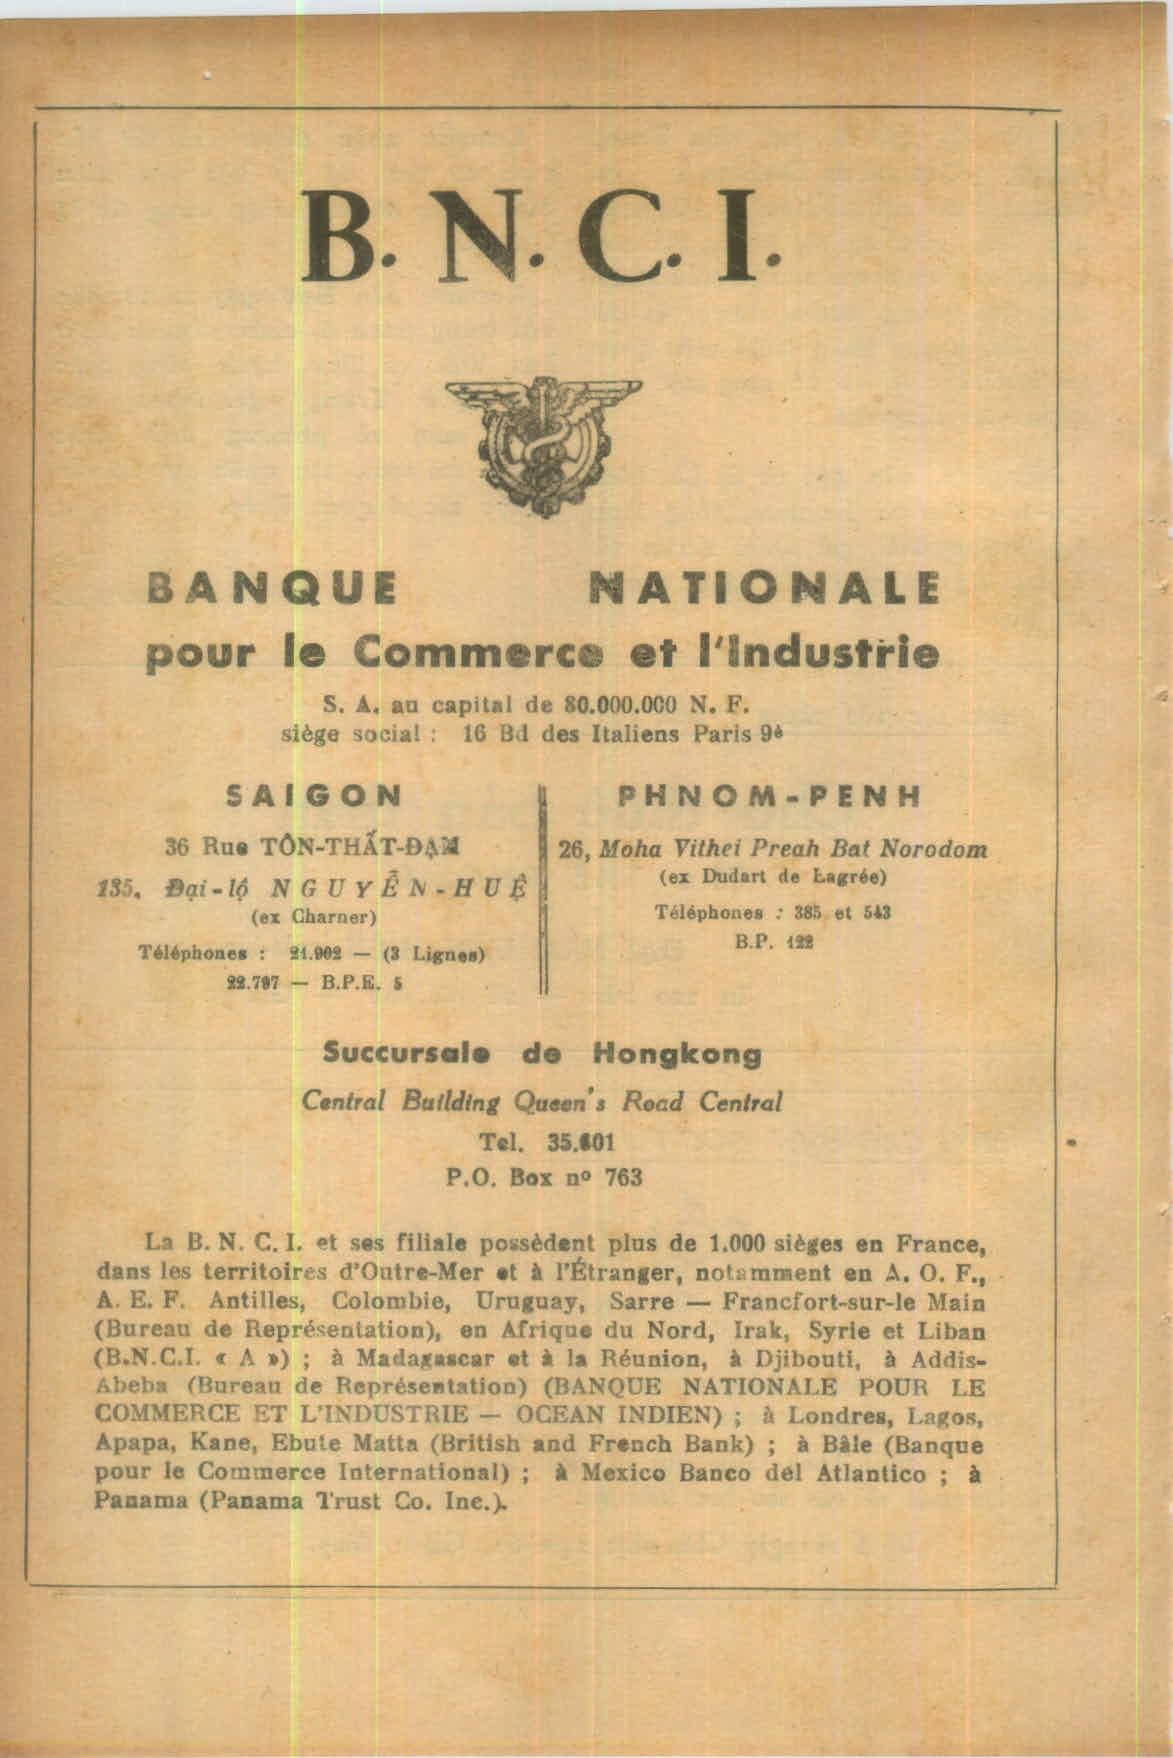 B. N. C. I.
BANQUE NATIONALE
pour le Commerce et l'Industrie
S. A. au capital de 80.000.000 N. F.
siège social : 16 Bd des Italiens Paris 9è
SAIGON
36 Rue TÔN-THẤT-ĐẠM
135, Đại-lộ NGUYỄN-HUỆ
(ex Charner)
Téléphones : 21.902 — (3 Lignes)
22.797 — B.P.E. 5
PHNOM-PENH
26, Moha Vithei Preah Bat Norodom
(ex Dudart de Lagrée)
Téléphones : 385 et 543
B.P. 122
Succursale de Hongkong
Central Building Queen's Road Central
Tel.
P.O. Box nº 763
La B. N. C. I. et ses filiale possèdent plus de 1.000 sièges en France,
dans les territoires d'Outre-Mer et à l'Étranger, notamment en A. O. F.,
A. E. F. Antilles, Colombie, Uruguay, Sarre — Francfort-sur-le Main
(Bureau de Représentation), en Afrique du Nord, Irak, Syrie et Liban
(B.N.C.I. « A ») ; à Madagascar et à la Réunion, à Djibouti, à Addis-
Abeba (Bureau de Représentation) (BANQUE NATIONALE POUR LE
COMMERCE ET L'INDUSTRIE — OCEAN INDIEN) ; à Londres, Lagos,
Apapa, Kane, Ebute Matta (British and French Bank) ; à Bâle (Banque
pour le Commerce International) ; à Mexico Banco del Atlantico ; à
Panama (Panama Trust Co. Inc.).